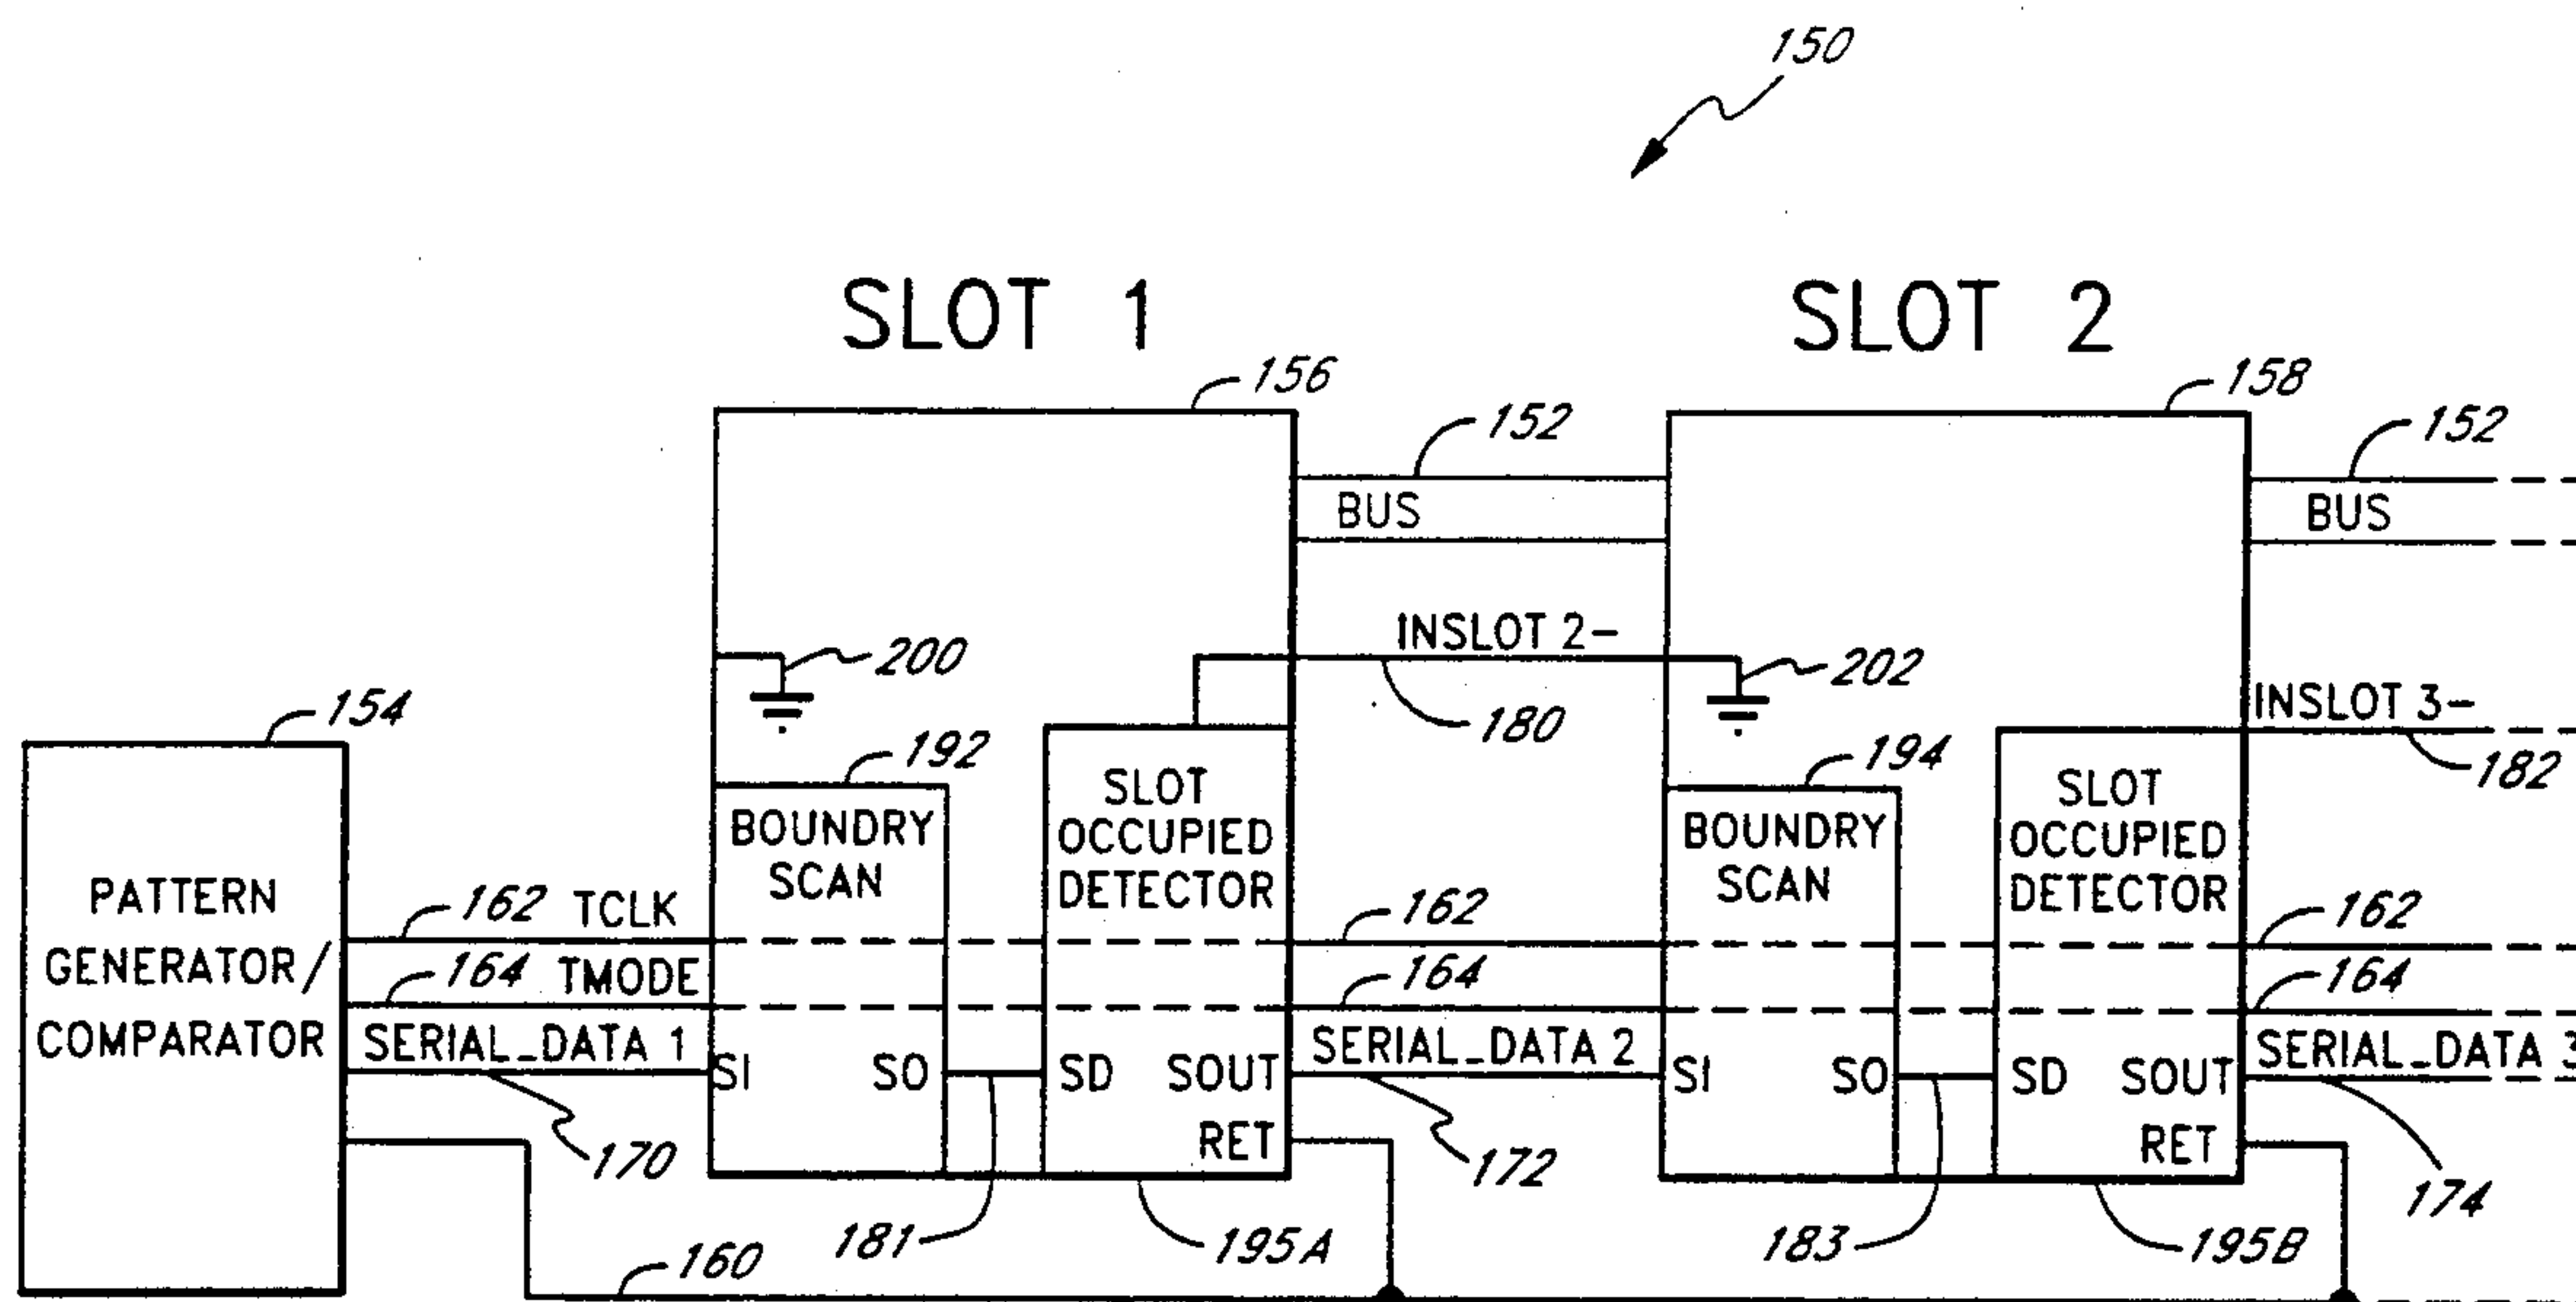 150
SLOT 1
SLOT 2
156
158
152
152
BUS
BUS
INSLOT 2-
200
202
180
INSLOT 3-
182
154
192
194
BOUNDRY
SCAN
SLOT
OCCUPIED
DETECTOR
BOUNDRY
SCAN
SLOT
OCCUPIED
DETECTOR
PATTERN
GENERATOR/
COMPARATOR
162 TCLK
162
162
164 TMODE
164
164
SERIAL_DATA 1
SERIAL_DATA 2
SERIAL_DATA 3
SI SO SD SOUT
SI SO SD SOUT
RET
RET
170
172
174
181
195A
183
195B
160